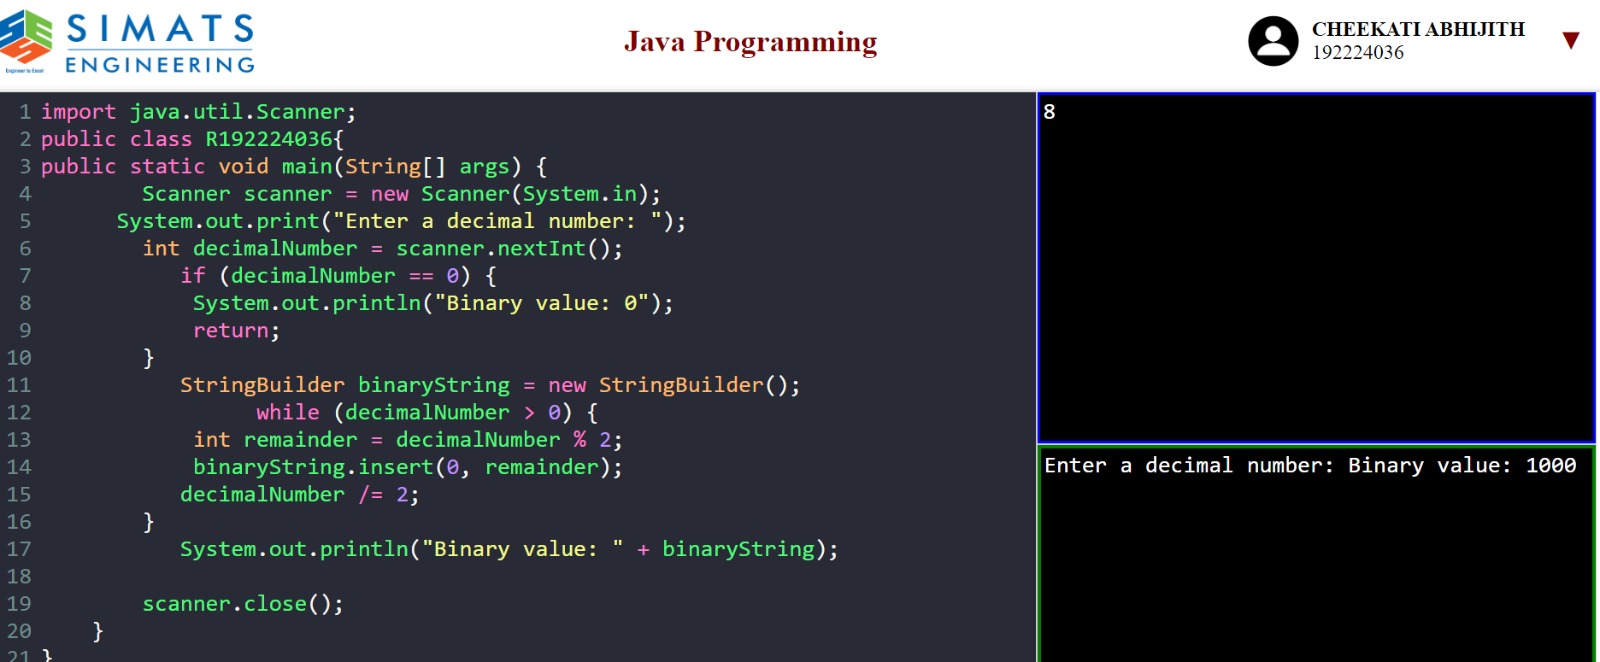 SIMATS
ENGINEERING
Engineer to Excel
Java Programming
CHEEKATI ABHIJITH
192224036
1 import java.util.Scanner;
2 public class R192224036{
3 public static void main(String[] args) {
4         Scanner scanner = new Scanner(System.in);
5       System.out.print("Enter a decimal number: ");
6         int decimalNumber = scanner.nextInt();
7            if (decimalNumber == 0) {
8             System.out.println("Binary value: 0");
9             return;
10         }
11            StringBuilder binaryString = new StringBuilder();
12                  while (decimalNumber > 0) {
13             int remainder = decimalNumber % 2;
14             binaryString.insert(0, remainder);
15            decimalNumber /= 2;
16         }
17            System.out.println("Binary value: " + binaryString);
18
19         scanner.close();
20     }
21 }
8
Enter a decimal number: Binary value: 1000